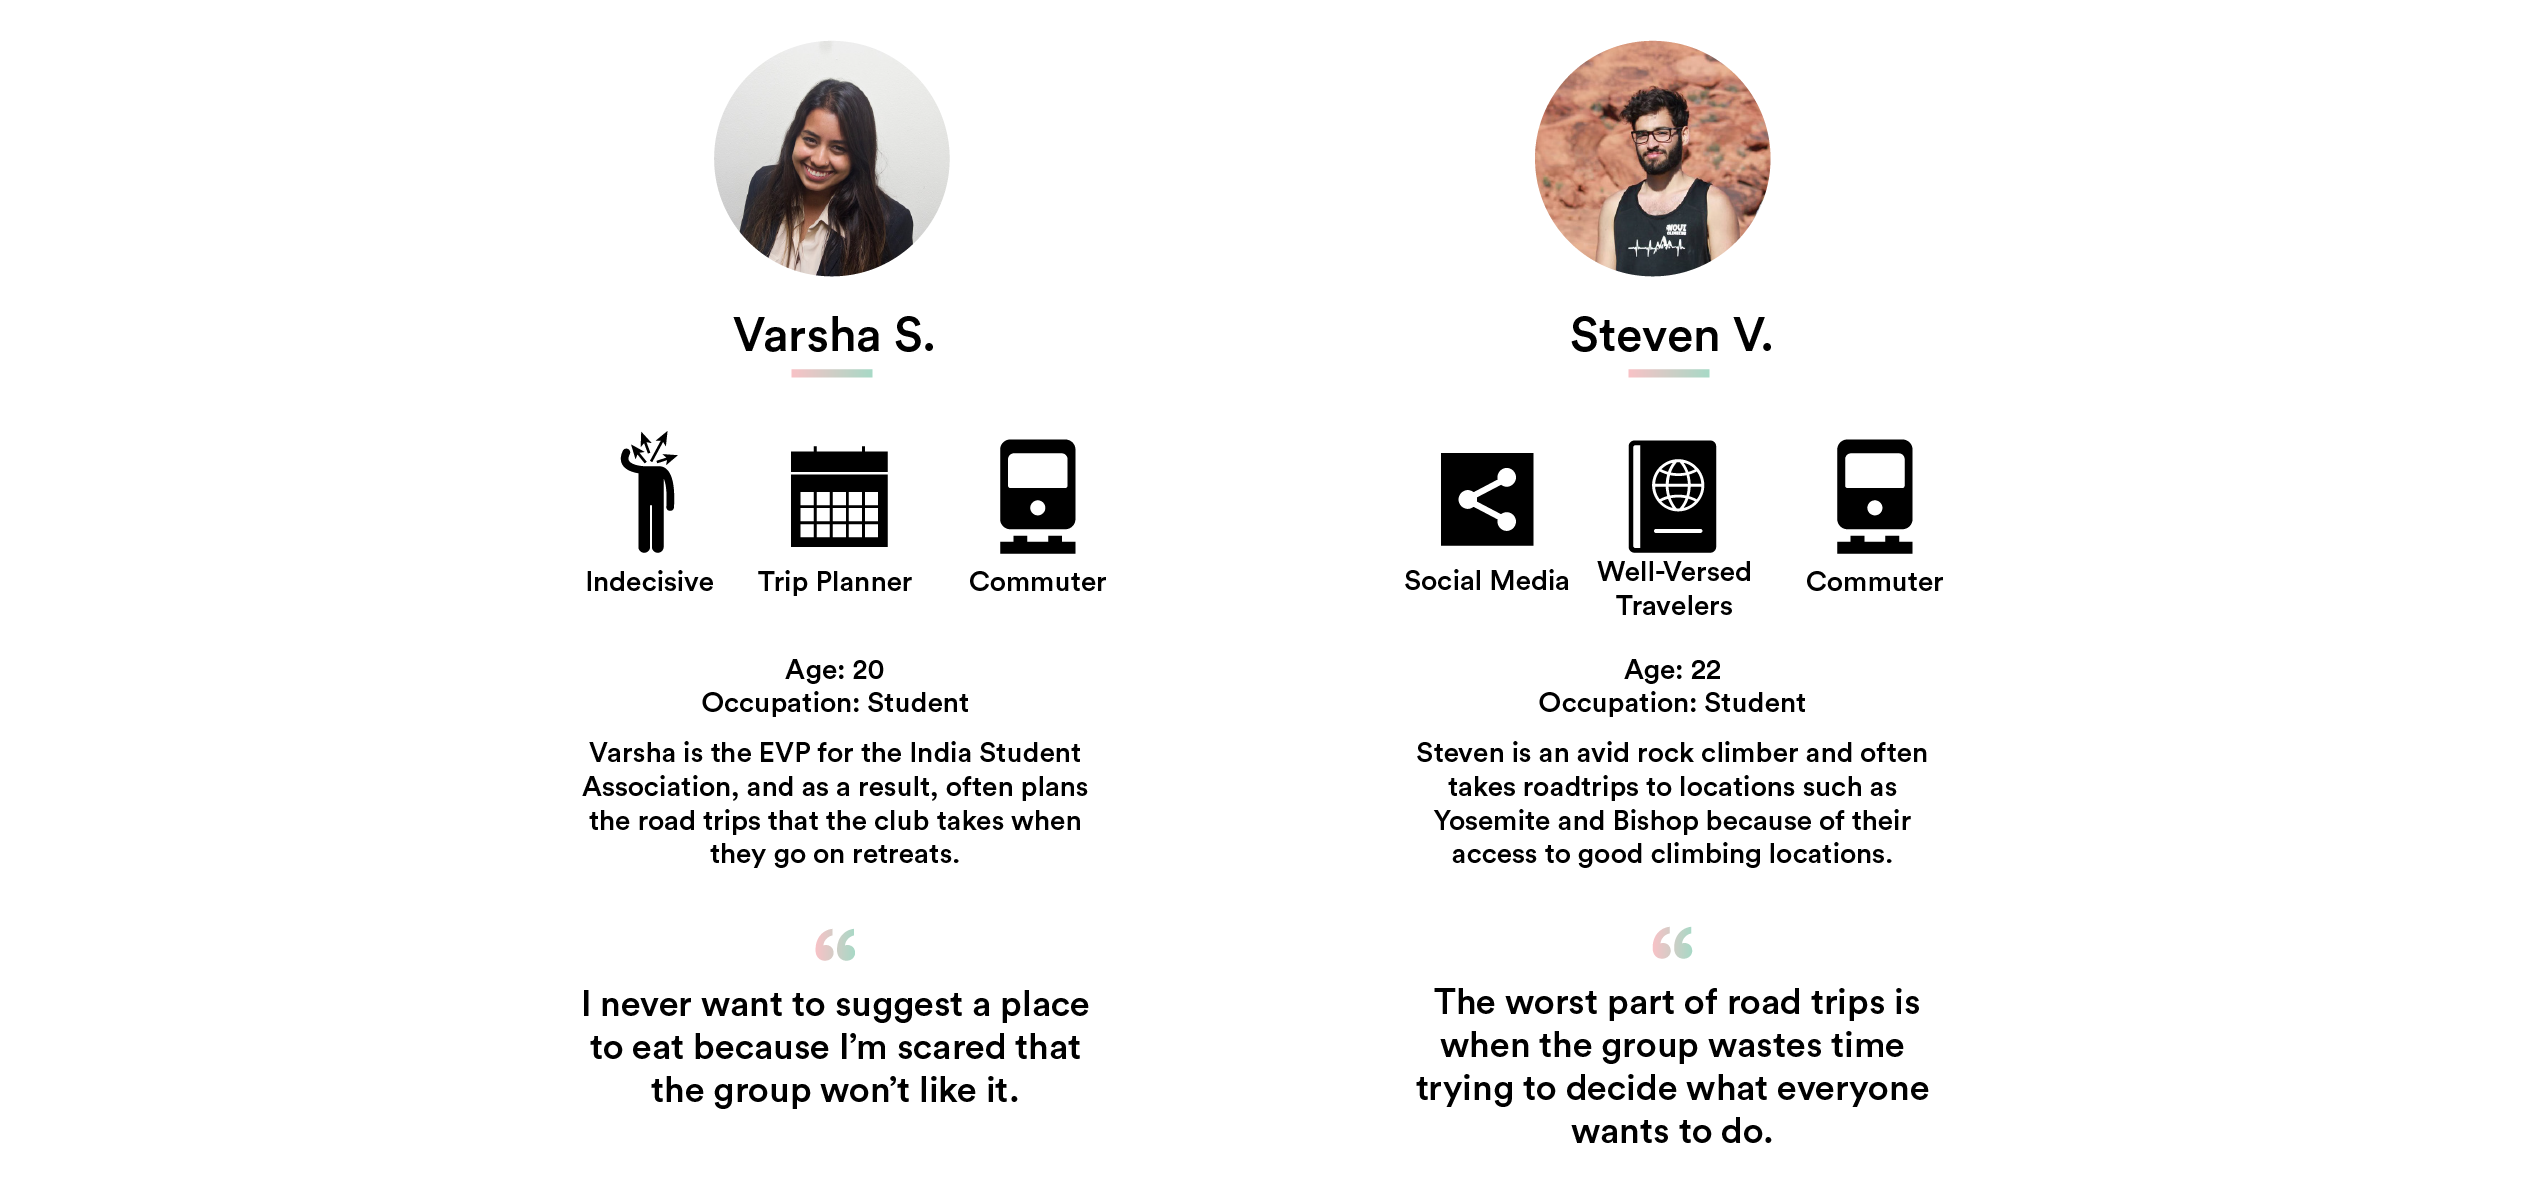 Varsha S.
Indecisive
Trip Planner
Commuter
Age: 20
Occupation: Student
Varsha is the EVP for the India Student
Association, and as a result, often plans
the road trips that the club takes when
they go on retreats.
“
I never want to suggest a place
to eat because I’m scared that
the group won’t like it.
Steven V.
Social Media
Well-Versed
Travelers
Commuter
Age: 22
Occupation: Student
Steven is an avid rock climber and often
takes roadtrips to locations such as
Yosemite and Bishop because of their
access to good climbing locations.
“
The worst part of road trips is
when the group wastes time
trying to decide what everyone
wants to do.